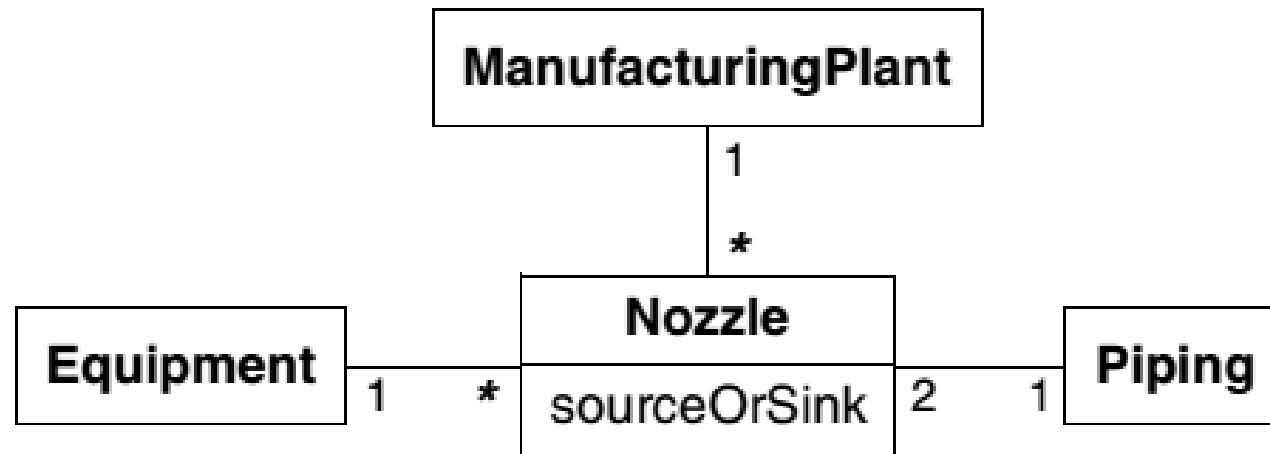 ManufacturingPlant
1
*
Nozzle
Equipment
Piping
1
*
sourceOrSink
2
1